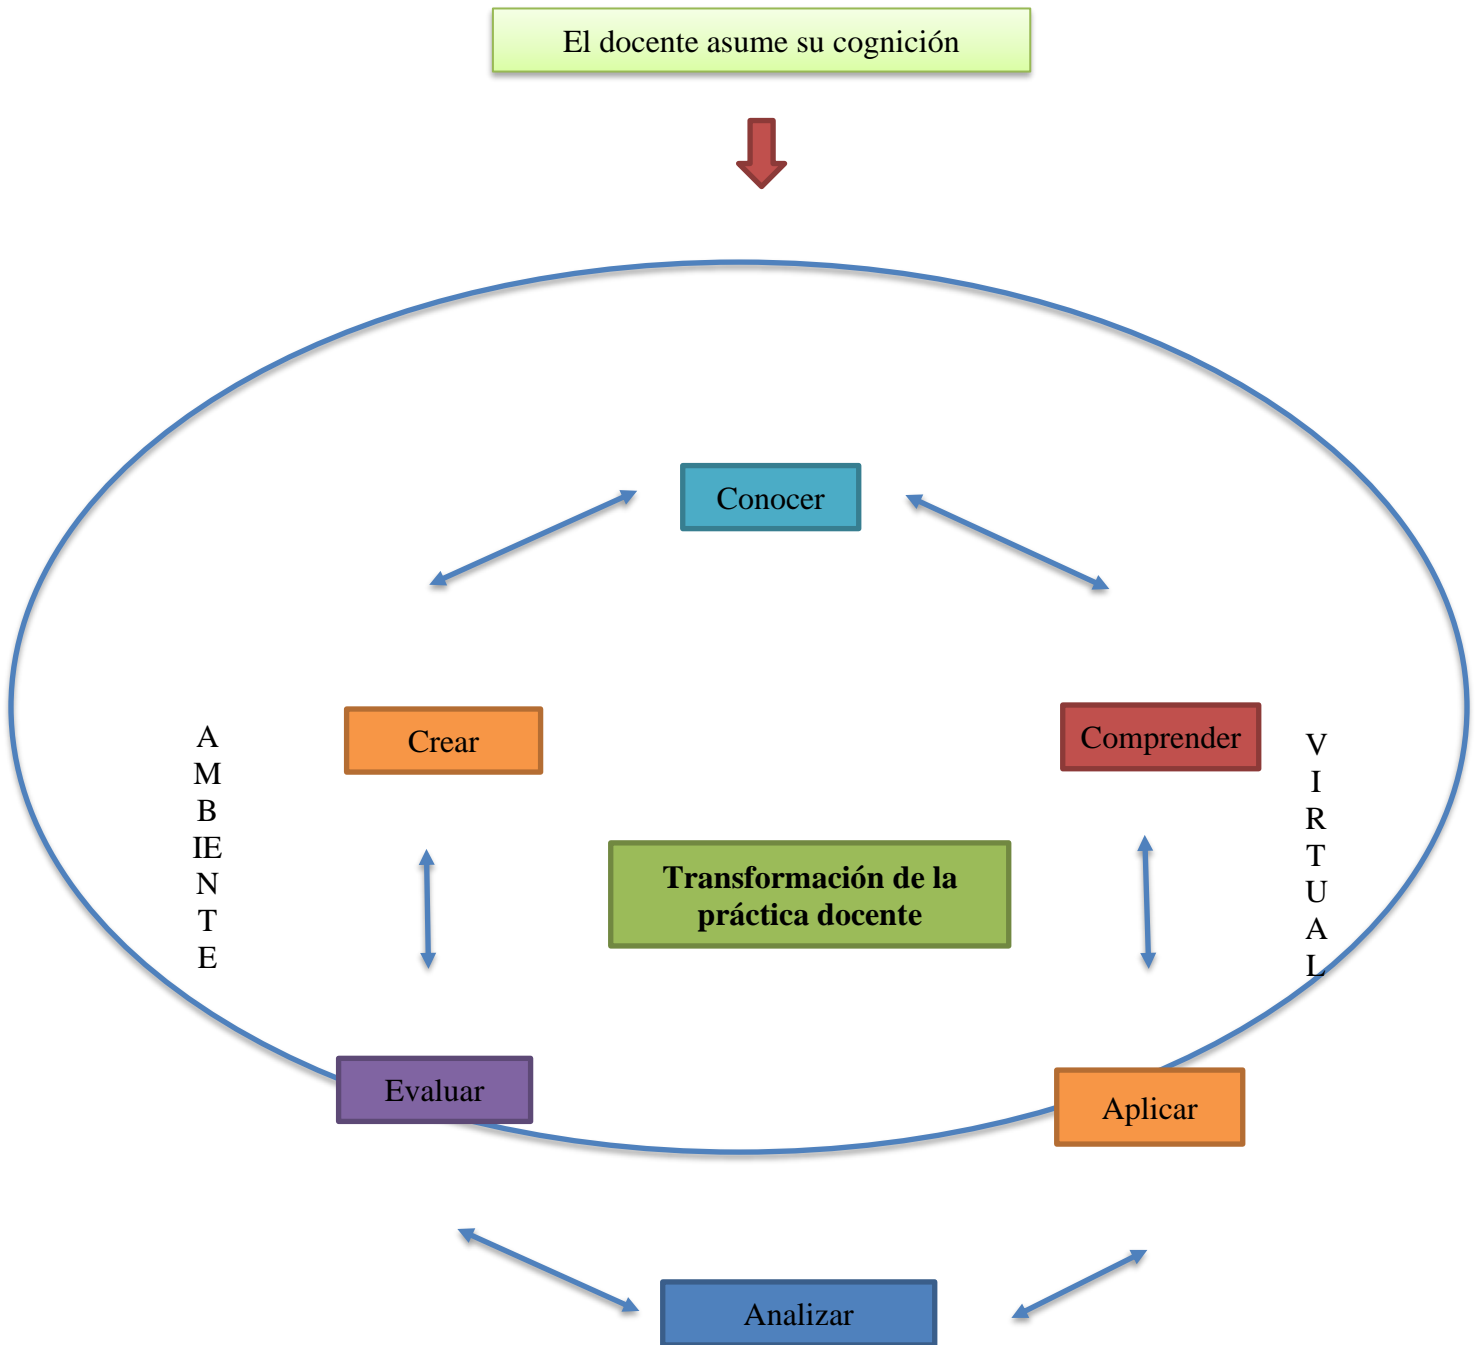 El docente asume su cognición
Conocer
Crear
Comprender
A
M
B
IE
N
T
E
V
I
R
T
U
A
L
Transformación de la
práctica docente
Evaluar
Aplicar
Analizar